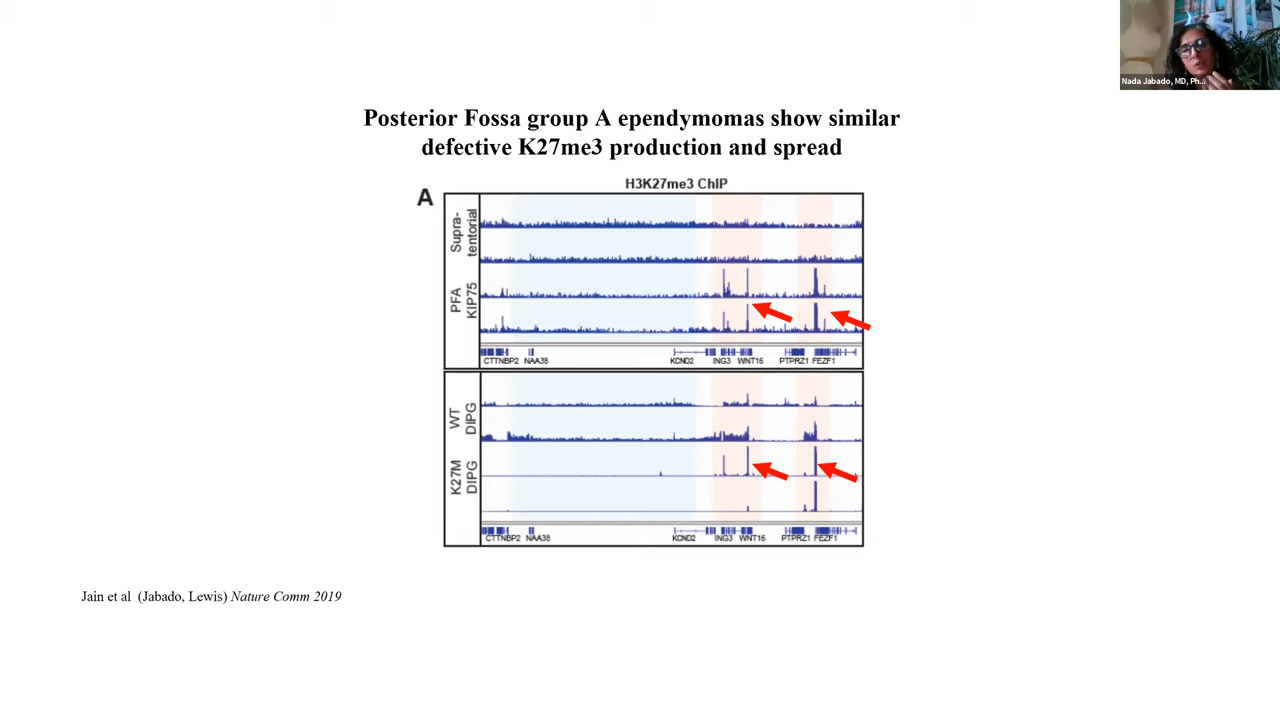 Nada Jabado, MD, Ph...
Posterior Fossa group A ependymomas show similar
defective K27me3 production and spread
H3K27me3 ChIP
A
Supra-
tentorial
PFA
KIP75
CTTNBP2 NAA38 KCND2 ING3 WNT16 PTPRZ1 FEZF1
WT
DIPG
K27M
DIPG
CTTNBP2 NAA38 KCND2 ING3 WNT16 PTPRZ1 FEZF1
Jain et al (Jabado, Lewis) Nature Comm 2019